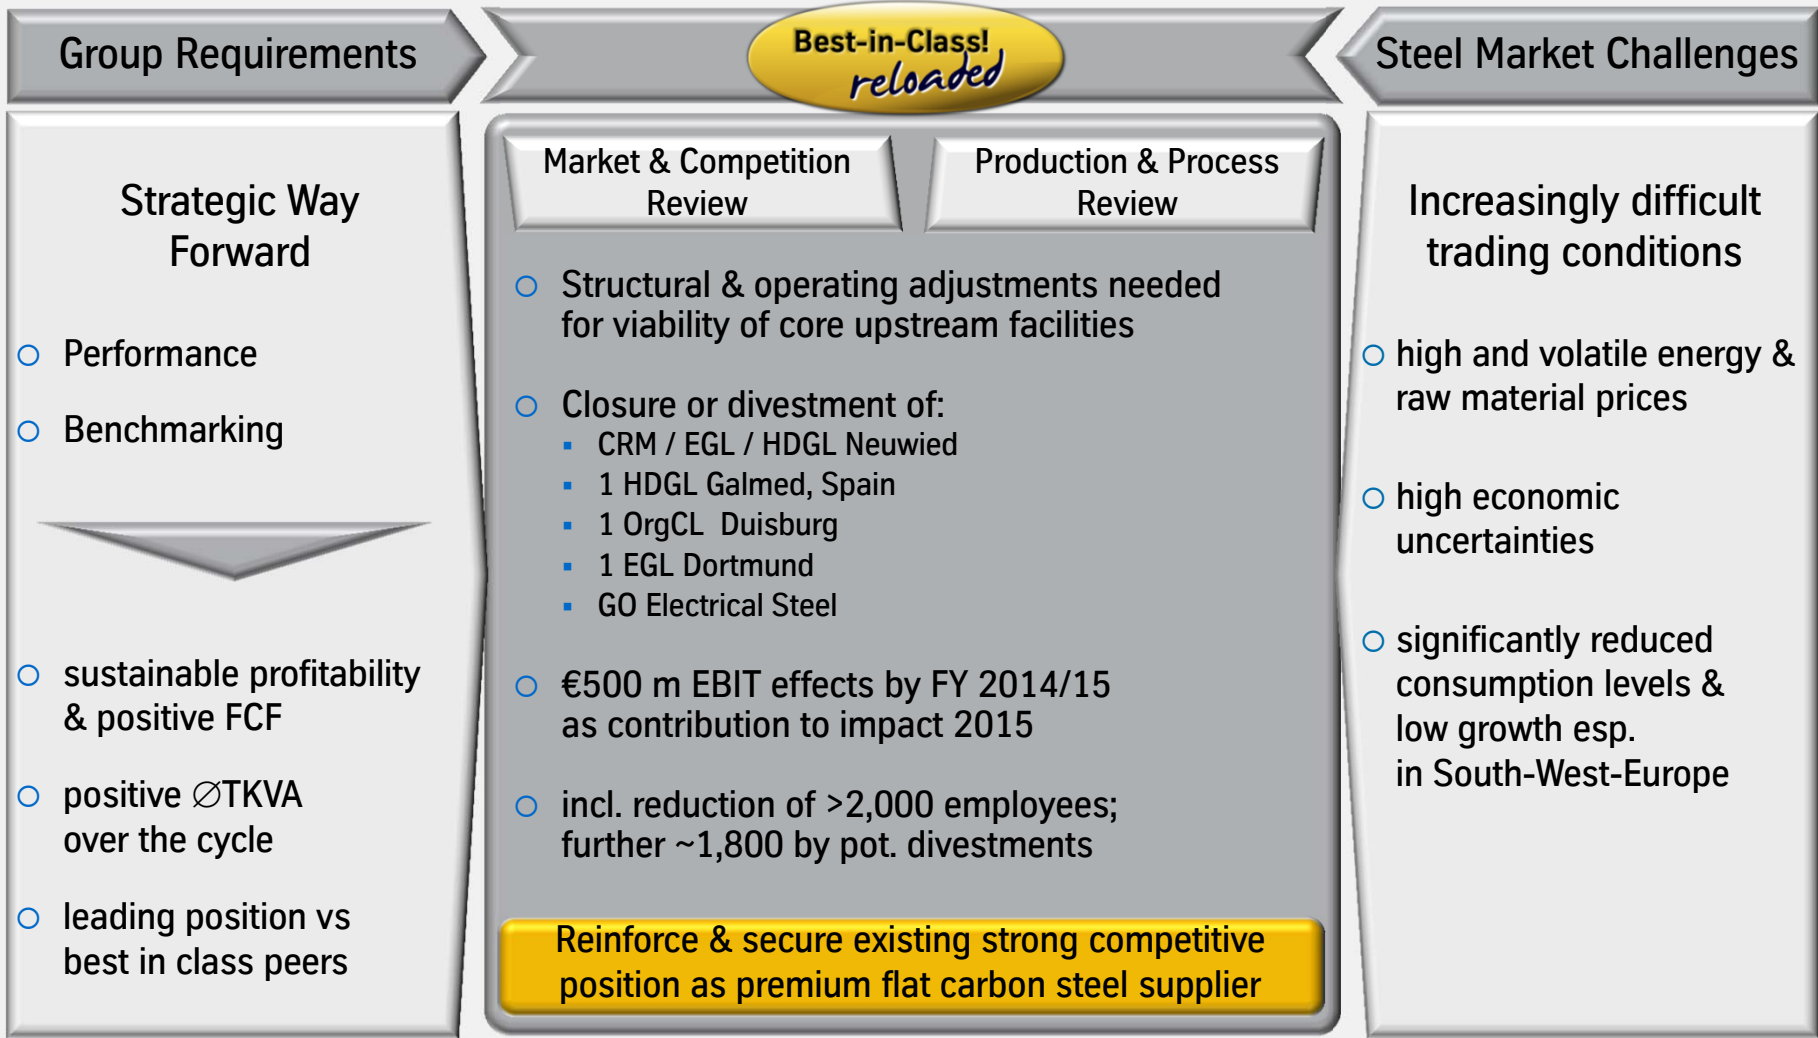 Group Requirements
Strategic Way
Forward
○ Performance
○ Benchmarking
○ sustainable profitability
& positive FCF
○ positive ∅TKVA
over the cycle
○ leading position vs
best in class peers
Best-in-Class!
reloaded
Market & Competition
Review
Production & Process
Review
○ Structural & operating adjustments needed
for viability of core upstream facilities
○ Closure or divestment of:
▪ CRM / EGL / HDGL Neuwied
▪ 1 HDGL Galmed, Spain
▪ 1 OrgCL Duisburg
▪ 1 EGL Dortmund
▪ GO Electrical Steel
○ €500 m EBIT effects by FY 2014/15
as contribution to impact 2015
○ incl. reduction of >2,000 employees;
further ~1,800 by pot. divestments
Reinforce & secure existing strong competitive
position as premium flat carbon steel supplier
Steel Market Challenges
Increasingly difficult
trading conditions
○ high and volatile energy &
raw material prices
○ high economic
uncertainties
○ significantly reduced
consumption levels &
low growth esp.
in South-West-Europe